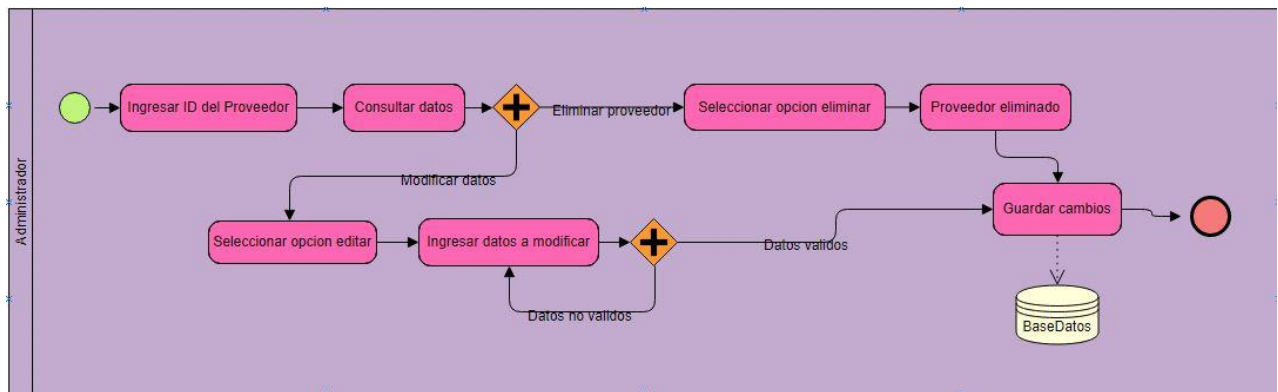 Administrador
Ingresar ID del Proveedor
Consultar datos
Eliminar proveedor
Seleccionar opcion eliminar
Proveedor eliminado
Modificar datos
Guardar cambios
Seleccionar opcion editar
Ingresar datos a modificar
Datos validos
Datos no validos
BaseDatos